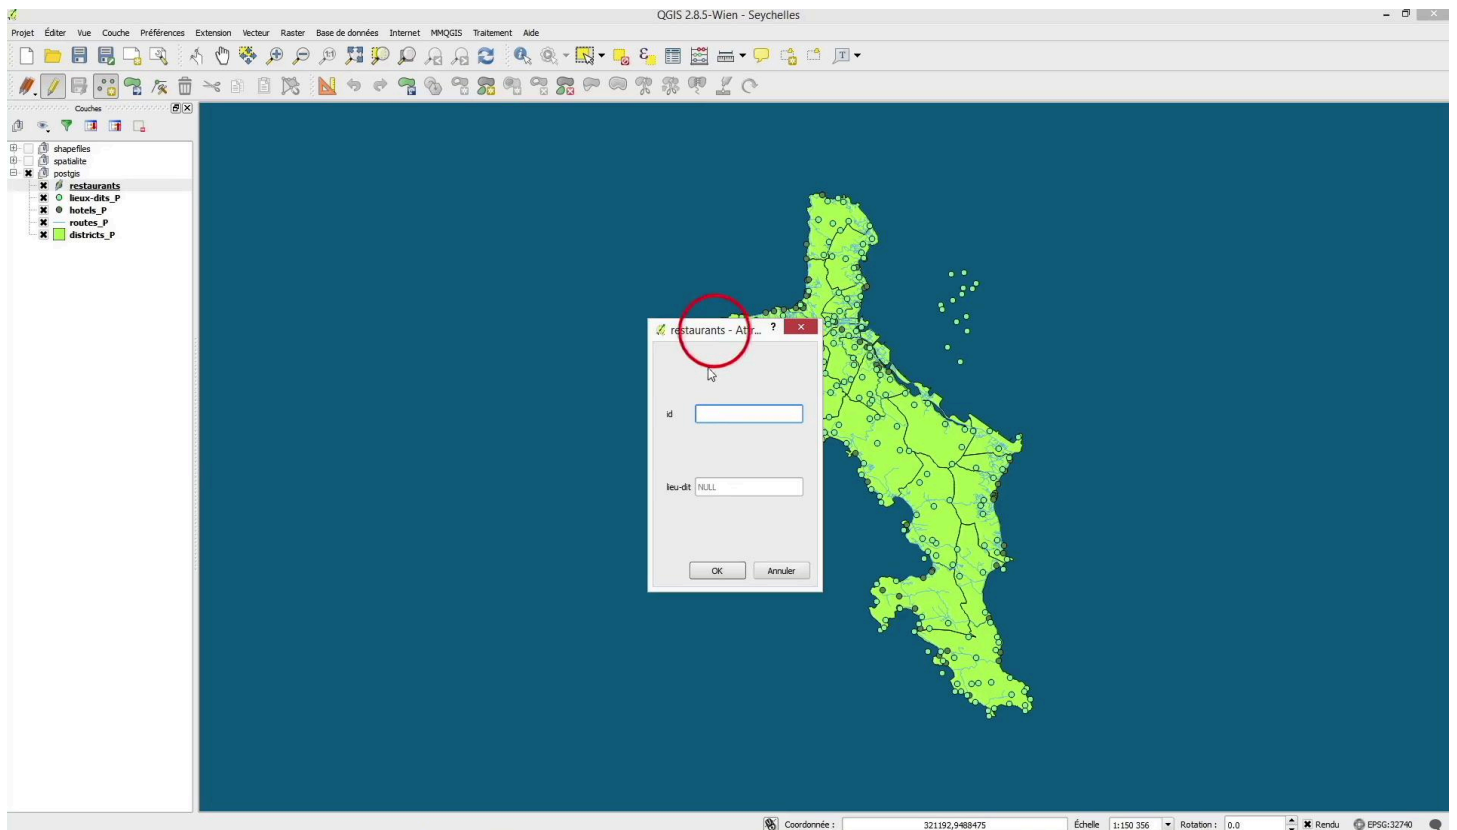 QGIS 2.8.5-Wien - Seychelles
Projet Éditer Vue Couche Préférences Extension Vecteur Raster Base de données Internet MMQGIS Traitement Aide
Couches
shapefiles
spatialite
postgis
restaurants
lieux-dits_P
hotels_P
routes_P
districts_P
restaurants - Attr... ?
id
lieu-dit NULL
OK Annuler
Coordonnée : 321192,9488475 Échelle 1:150 356 Rotation : 0.0 Rendu EPSG:32740